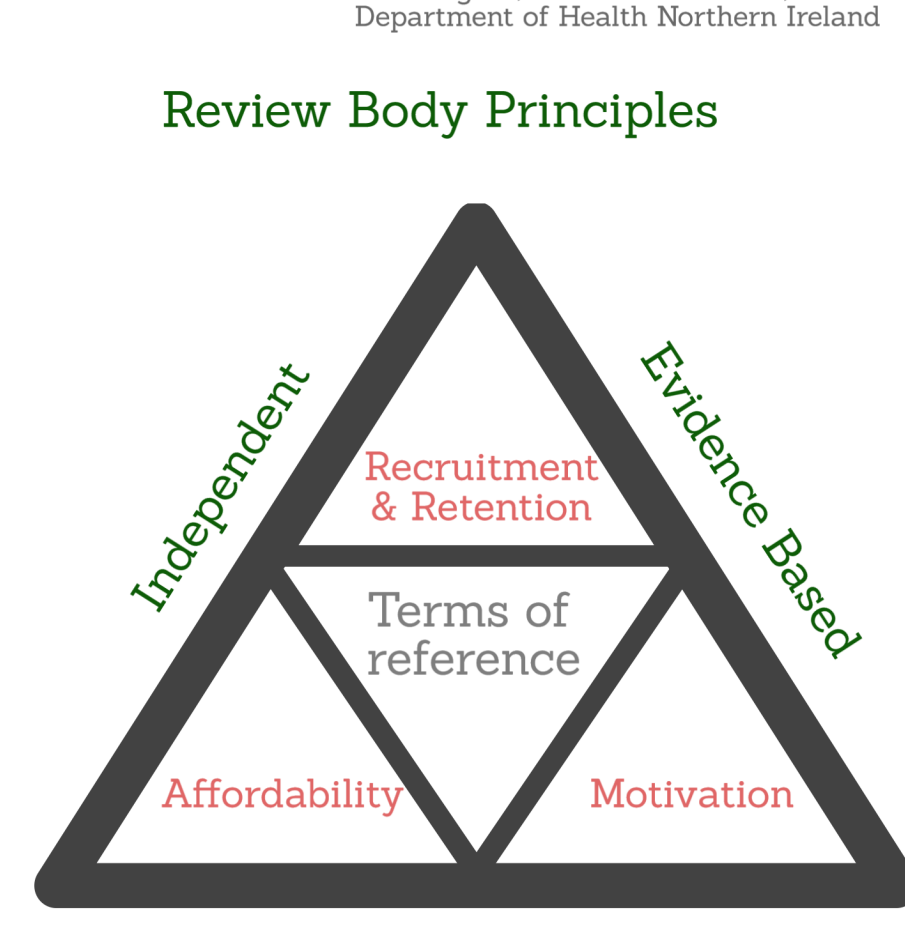 Department of Health Northern Ireland
Review Body Principles
Independent
Evidence Based
Recruitment
& Retention
Terms of
reference
Affordability
Motivation